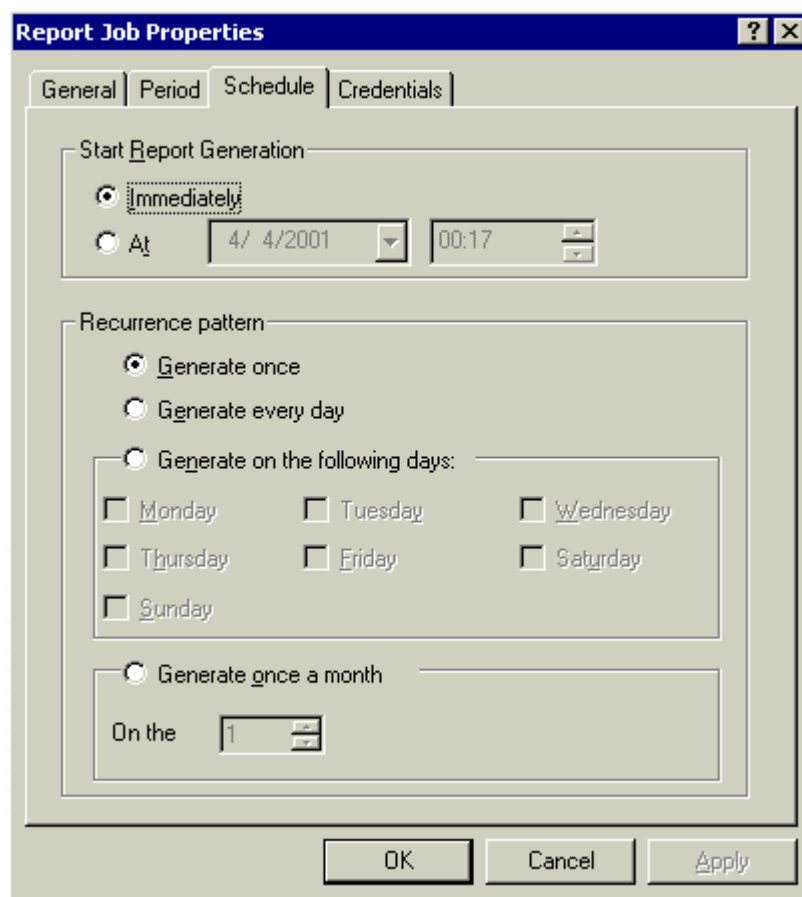 Report Job Properties
General Period Schedule Credentials
Start Report Generation
Immediately
At 4/ 4/2001 00:17
Recurrence pattern
Generate once
Generate every day
Generate on the following days:
Monday Tuesday Wednesday
Thursday Friday Saturday
Sunday
Generate once a month
On the 1
OK Cancel Apply